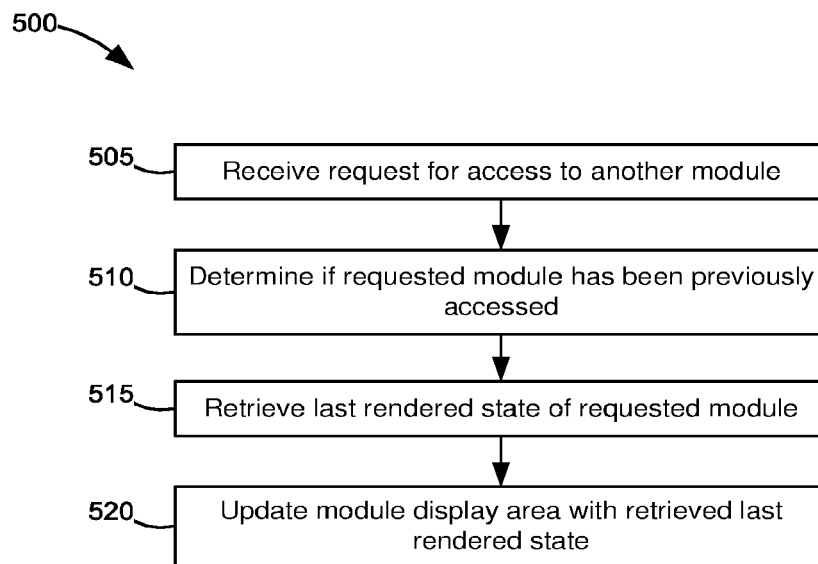 500
505
Receive request for access to another module
510
Determine if requested module has been previously
accessed
515
Retrieve last rendered state of requested module
520
Update module display area with retrieved last
rendered state